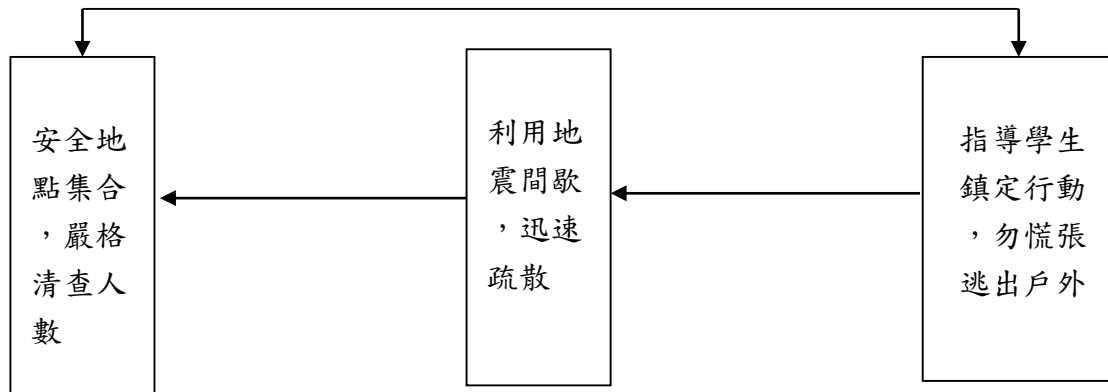 安全地
點集合
，嚴格
清查人
數
利用地
震間歇
，迅速
疏散
指導學生
鎮定行動
，勿慌張
逃出戶外